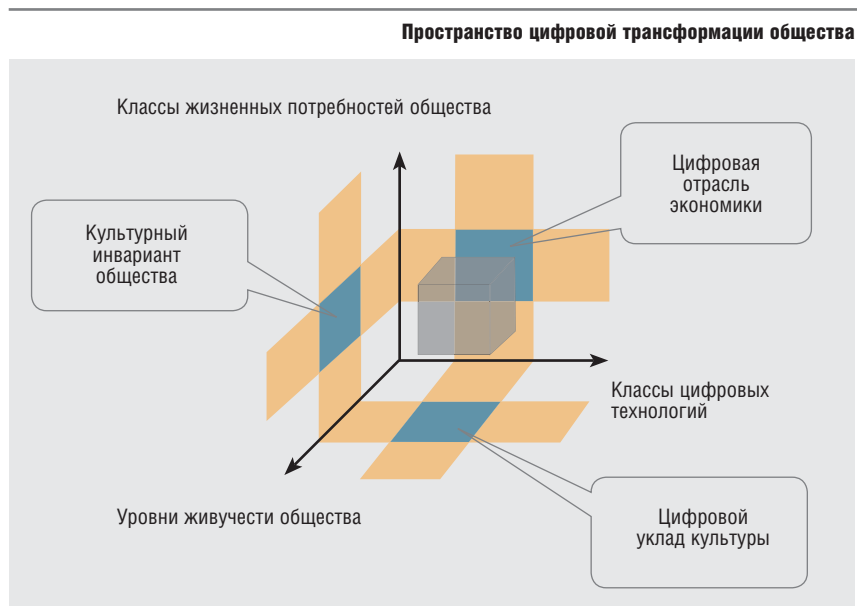 Пространство цифровой трансформации общества
Классы жизненных потребностей общества
Цифровая
отрасль
экономики
Культурный
инвариант
общества
Классы цифровых
технологий
Уровни живучести общества
Цифровой
уклад культуры